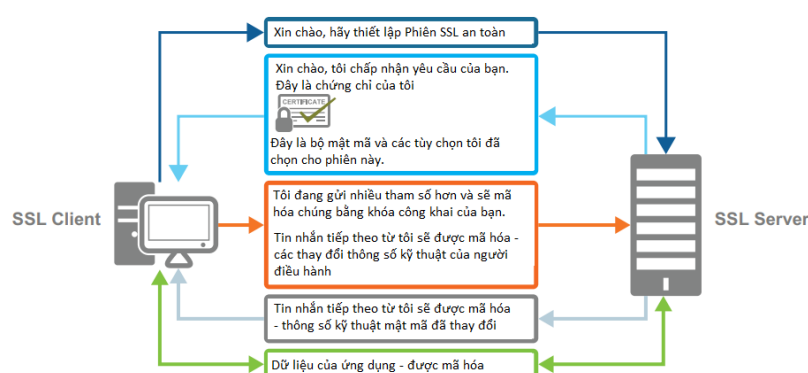 Xin chào, hãy thiết lập Phiên SSL an toàn
Xin chào, tôi chấp nhận yêu cầu của bạn.
Đây là chứng chỉ của tôi
CERTIFICATE
Đây là bộ mật mã và các tùy chọn tôi đã
chọn cho phiên này.
SSL Client
Tôi đang gửi nhiều tham số hơn và sẽ mã
hóa chúng bằng khóa công khai của bạn.
Tin nhắn tiếp theo từ tôi sẽ được mã hóa -
các thay đổi thông số kỹ thuật của người
điều hành
SSL Server
Tin nhắn tiếp theo từ tôi sẽ được mã hóa
- thông số kỹ thuật mật mã đã thay đổi
Dữ liệu của ứng dụng - được mã hóa